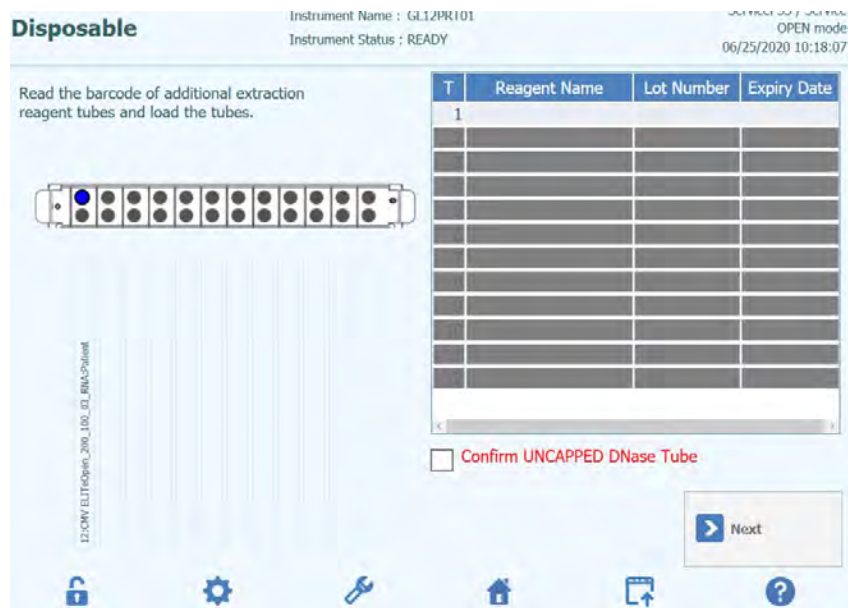 Disposable
Instrument Name : GL12PRT01
Instrument Status : READY
OPEN mode
06/25/2020 10:18:07
Read the barcode of additional extraction
reagent tubes and load the tubes.
T Reagent Name Lot Number Expiry Date
1
12:CMV ELITeOpen_200_100_03_RNA:Patient
Confirm UNCAPPED DNase Tube
Next